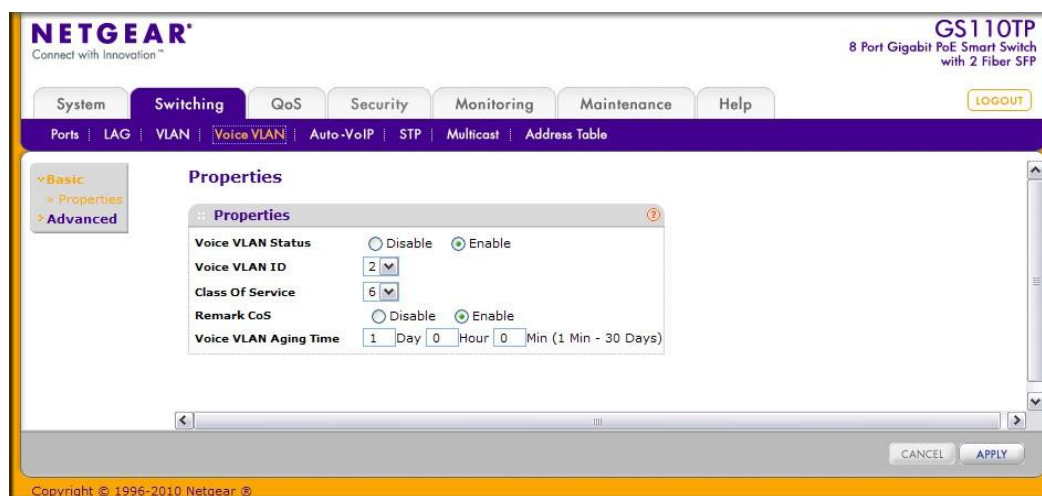 NETGEAR®
Connect with Innovation™
GS110TP
8 Port Gigabit PoE Smart Switch
with 2 Fiber SFP
System Switching QoS Security Monitoring Maintenance Help
LOGOUT
Ports | LAG | VLAN | Voice VLAN | Auto-VoIP | STP | Multicast | Address Table
Basic
» Properties
Advanced
Properties
Properties ?
Voice VLAN Status Disable Enable
Voice VLAN ID 2
Class Of Service 6
Remark CoS Disable Enable
Voice VLAN Aging Time 1 Day 0 Hour 0 Min (1 Min - 30 Days)
CANCEL APPLY
Copyright © 1996-2010 Netgear ®